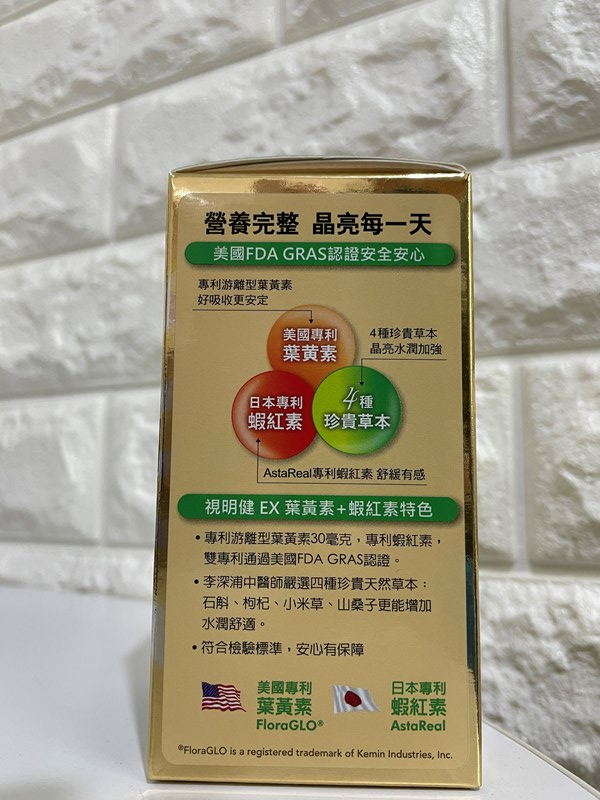 營養完整 晶亮每一天
美國FDA GRAS認證安全安心
專利游離型葉黃素
好吸收更安定
美國專利
葉黃素
4種珍貴草本
晶亮水潤加強
日本專利
蝦紅素
4種
珍貴草本
AstaReal專利蝦紅素 舒緩有感
視明健 EX 葉黃素+蝦紅素特色
•專利游離型葉黃素30毫克，專利蝦紅素，
雙專利通過美國FDA GRAS認證。
•李深浦中醫師嚴選四種珍貴天然草本：
石斛、枸杞、小米草、山桑子更能增加
水潤舒適。
•符合檢驗標準，安心有保障
美國專利
葉黃素
FloraGLO®
日本專利
蝦紅素
AstaReal
®FloraGLO is a registered trademark of Kemin Industries, Inc.